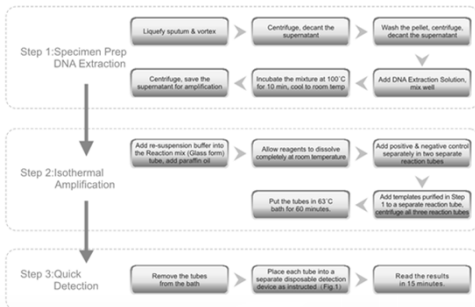 Step 1:Specimen Prep
DNA Extraction
Liquefy sputum & vortex
Centrifuge, decant the
supernatant
Wash the pellet, centrifuge,
decant the supernatant
Add DNA Extraction Solution,
mix well
Incubate the mixture at 100°C
for 10 min, cool to room temp
Centrifuge, save the
supernatant for amplification
Step 2:Isothermal
Amplification
Add re-suspension buffer into
the Reaction mix (Glass form)
tube, add paraffin oil
Allow reagents to dissolve
completely at room temperature
Add positive & negative control
separately in two separate
reaction tubes
Add templates purified in Step
1 to a separate reaction tube,
centrifuge all three reaction tubes
Put the tubes in 63°C
bath for 60 minutes.
Step 3:Quick
Detection
Remove the tubes
from the bath
Place each tube into a
separate disposable detection
device as instructed (Fig.1)
Read the results
in 15 minutes.